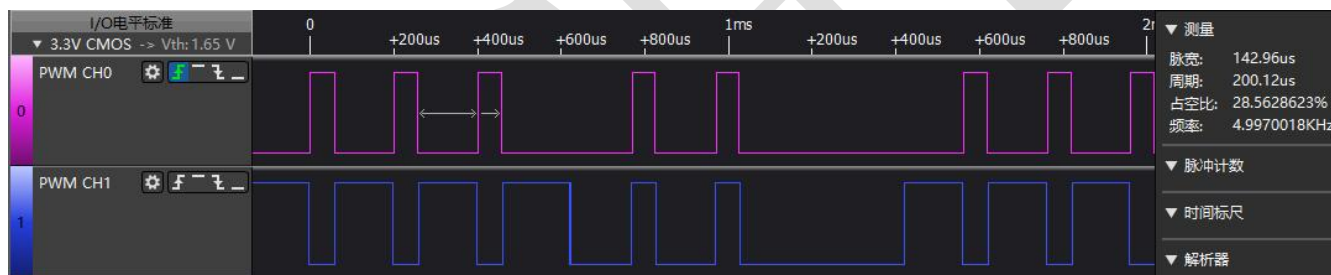 I/O电平标准
▼ 3.3V CMOS -> Vth: 1.65 V
0 +200us +400us +600us +800us 1ms +200us +400us +600us +800us
PWM CH0
0
PWM CH1
1
▼ 测量
脉宽: 142.96us
周期: 200.12us
占空比: 28.5628623%
频率: 4.9970018KHz
▼ 脉冲计数
▼ 时间标尺
▼ 解析器